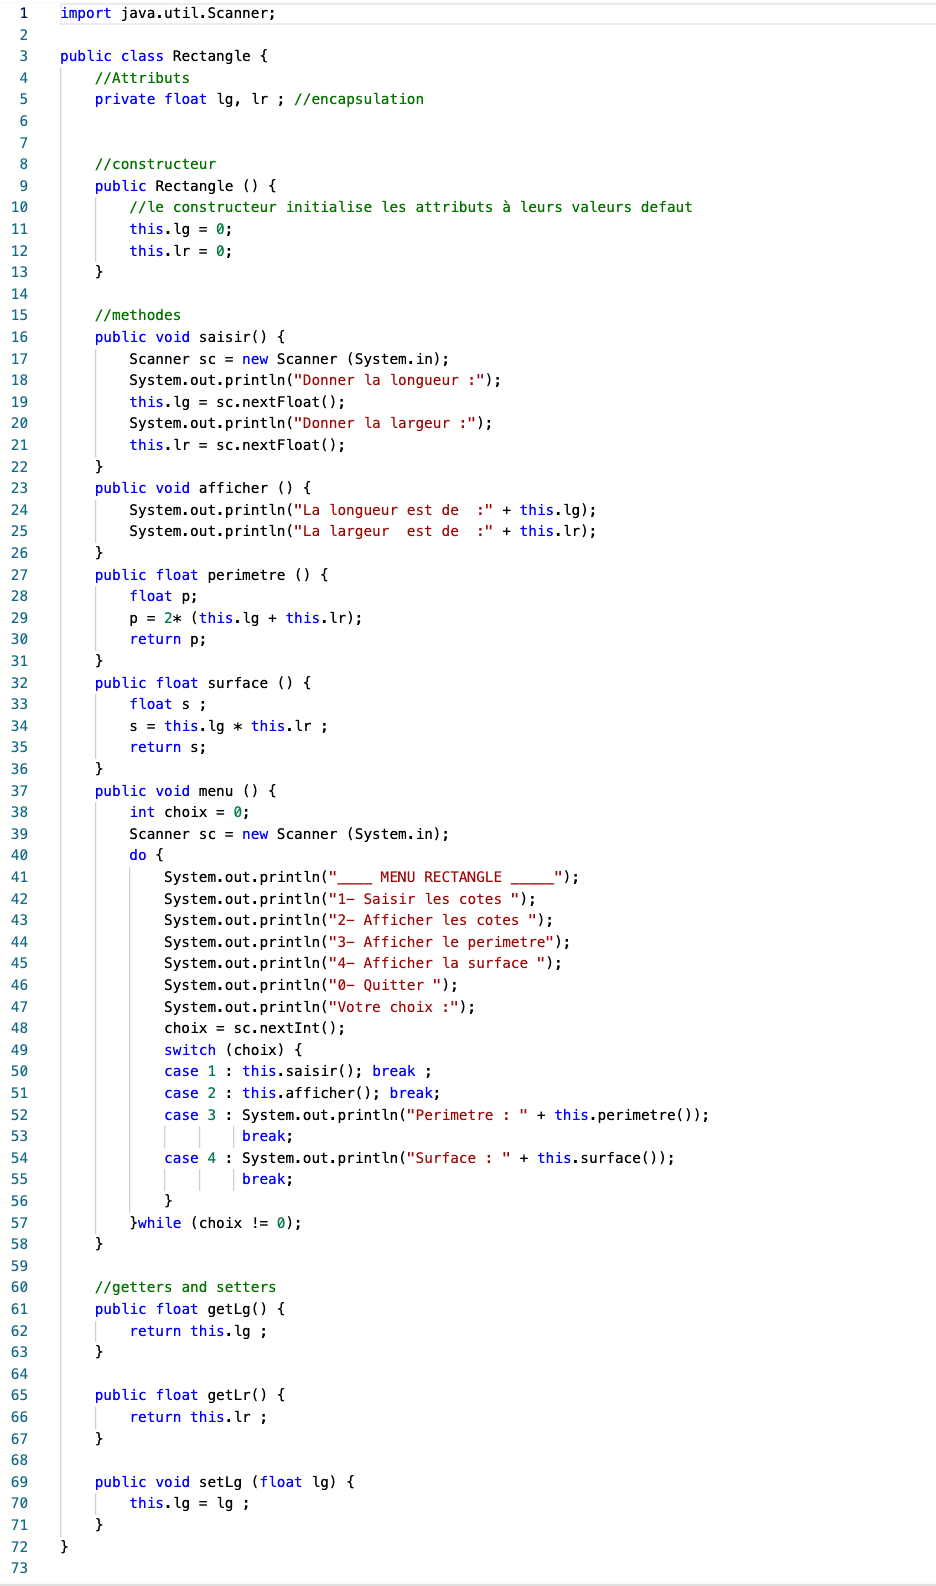 1 import java.util.Scanner;
2
3 public class Rectangle {
4 //Attributs
5 private float lg, lr ; //encapsulation
6
7
8 //constructeur
9 public Rectangle () {
10 //le constructeur initialise les attributs à leurs valeurs defaut
11 this.lg = 0;
12 this.lr = 0;
13 }
14
15 //methodes
16 public void saisir() {
17 Scanner sc = new Scanner (System.in);
18 System.out.println("Donner la longueur :");
19 this.lg = sc.nextFloat();
20 System.out.println("Donner la largeur :");
21 this.lr = sc.nextFloat();
22 }
23 public void afficher () {
24 System.out.println("La longueur est de  :" + this.lg);
25 System.out.println("La largeur  est de  :" + this.lr);
26 }
27 public float perimetre () {
28 float p;
29 p = 2* (this.lg + this.lr);
30 return p;
31 }
32 public float surface () {
33 float s ;
34 s = this.lg * this.lr ;
35 return s;
36 }
37 public void menu () {
38 int choix = 0;
39 Scanner sc = new Scanner (System.in);
40 do {
41 System.out.println("____ MENU RECTANGLE _____");
42 System.out.println("1- Saisir les cotes ");
43 System.out.println("2- Afficher les cotes ");
44 System.out.println("3- Afficher le perimetre");
45 System.out.println("4- Afficher la surface ");
46 System.out.println("0- Quitter ");
47 System.out.println("Votre choix :");
48 choix = sc.nextInt();
49 switch (choix) {
50 case 1 : this.saisir(); break ;
51 case 2 : this.afficher(); break;
52 case 3 : System.out.println("Perimetre : " + this.perimetre());
53 break;
54 case 4 : System.out.println("Surface : " + this.surface());
55 break;
56 }
57 }while (choix != 0);
58 }
59
60 //getters and setters
61 public float getLg() {
62 return this.lg ;
63 }
64
65 public float getLr() {
66 return this.lr ;
67 }
68
69 public void setLg (float lg) {
70 this.lg = lg ;
71 }
72 }
73